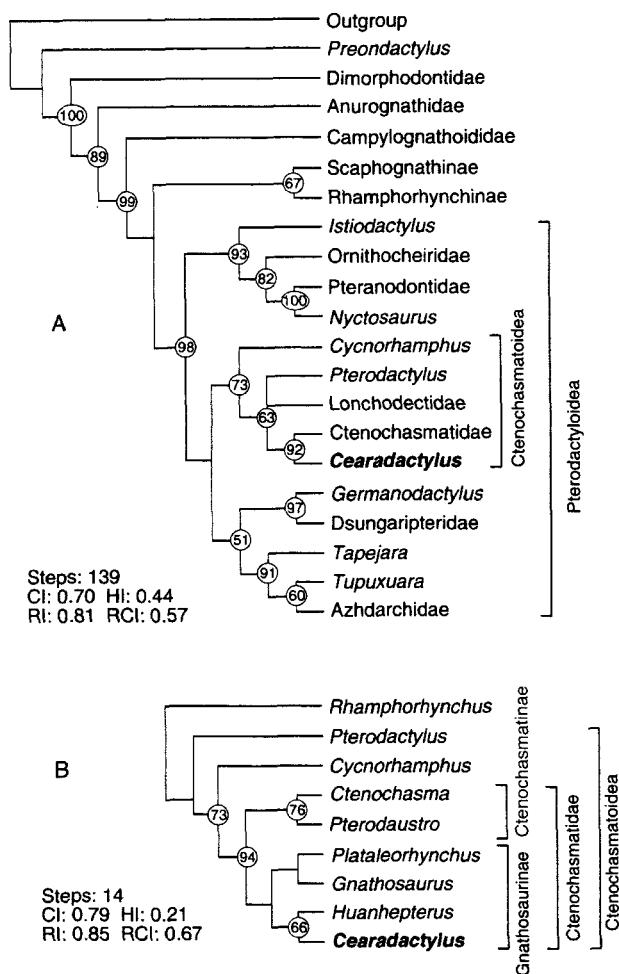 Outgroup
Preondactylus
Dimorphodontidae
100
Anurognathidae
89
Campylognathoididae
99
Scaphognathinae
67
Rhamphorhynchinae
Istiodactylus
93
Ornithocheiridae
82
Pteranodontidae
100
Nyctosaurus
A
98
Cycnorhamphus
73
Pterodactylus
63
Lonchodectidae
Ctenochasmatidae
92
Cearadactylus
Ctenochasmatoidea
Pterodactyloidea
Germanodactylus
97
Dsungaripteridae
51
Tapejara
91
Tupuxuara
60
Azhdarchidae
Steps: 139
CI: 0.70 HI: 0.44
RI: 0.81 RCI: 0.57
Rhamphorhynchus
Pterodactylus
B
Cycnorhamphus
73
Ctenochasma
76
Pterodaustro
94
Plataleorhynchus
Gnathosaurus
Huanhepterus
66
Cearadactylus
Ctenochasmatinae
Gnathosaurinae
Ctenochasmatidae
Ctenochasmatoidea
Steps: 14
CI: 0.79 HI: 0.21
RI: 0.85 RCI: 0.67